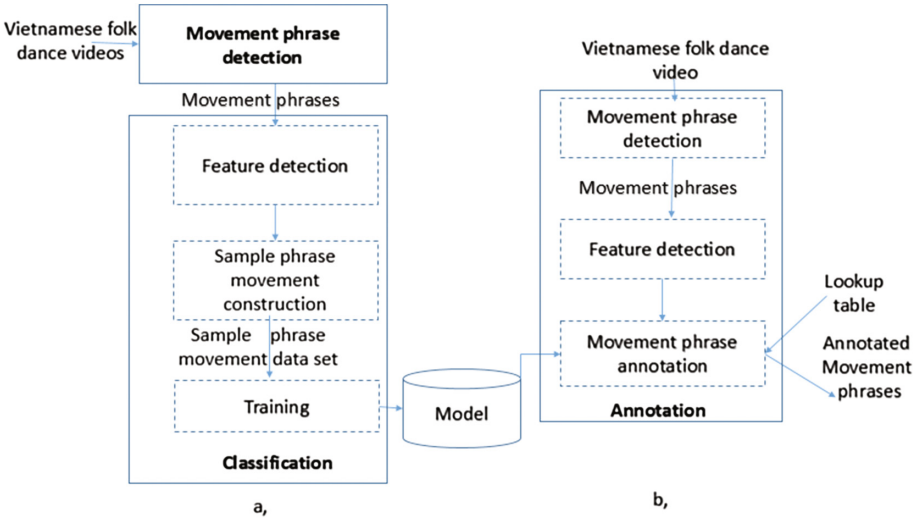 Vietnamese folk
dance videos
Movement phrase
detection
Movement phrases
Feature detection
Sample phrase
movement
construction
Sample phrase
movement data set
Training
Classification
a,
Model
Vietnamese folk dance
video
Movement phrase
detection
Movement phrases
Feature detection
Movement phrase
annotation
Annotation
Lookup
table
Annotated
Movement
phrases
b,